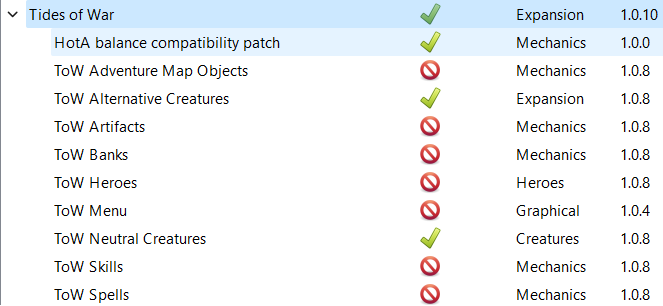 Tides of War Expansion 1.0.10
HotA balance compatibility patch Mechanics 1.0.0
ToW Adventure Map Objects Mechanics 1.0.8
ToW Alternative Creatures Expansion 1.0.8
ToW Artifacts Mechanics 1.0.8
ToW Banks Mechanics 1.0.8
ToW Heroes Heroes 1.0.8
ToW Menu Graphical 1.0.4
ToW Neutral Creatures Creatures 1.0.8
ToW Skills Mechanics 1.0.8
ToW Spells Mechanics 1.0.8